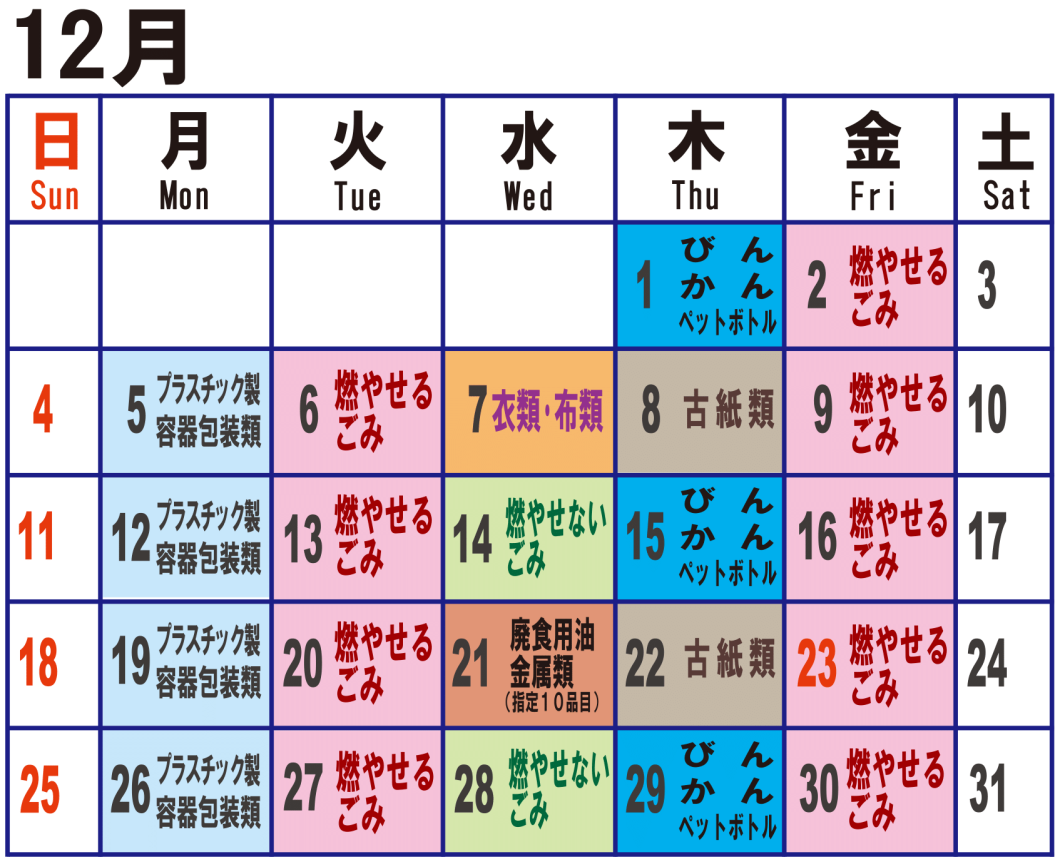 12月
日 月 火 水 木 金 土
Sun Mon Tue Wed Thu Fri Sat
1 びん
かん
ペットボトル
2 燃やせる
ごみ
3
4
5 プラスチック製
容器包装類
6 燃やせる
ごみ
7 衣類・布類
8 古紙類
9 燃やせる
ごみ
10
11
12 プラスチック製
容器包装類
13 燃やせる
ごみ
14 燃やせない
ごみ
15 びん
かん
ペットボトル
16 燃やせる
ごみ
17
18
19 プラスチック製
容器包装類
20 燃やせる
ごみ
21 廃食用油
金属類
（指定１０品目）
22 古紙類
23 燃やせる
ごみ
24
25
26 プラスチック製
容器包装類
27 燃やせる
ごみ
28 燃やせない
ごみ
29 びん
かん
ペットボトル
30 燃やせる
ごみ
31